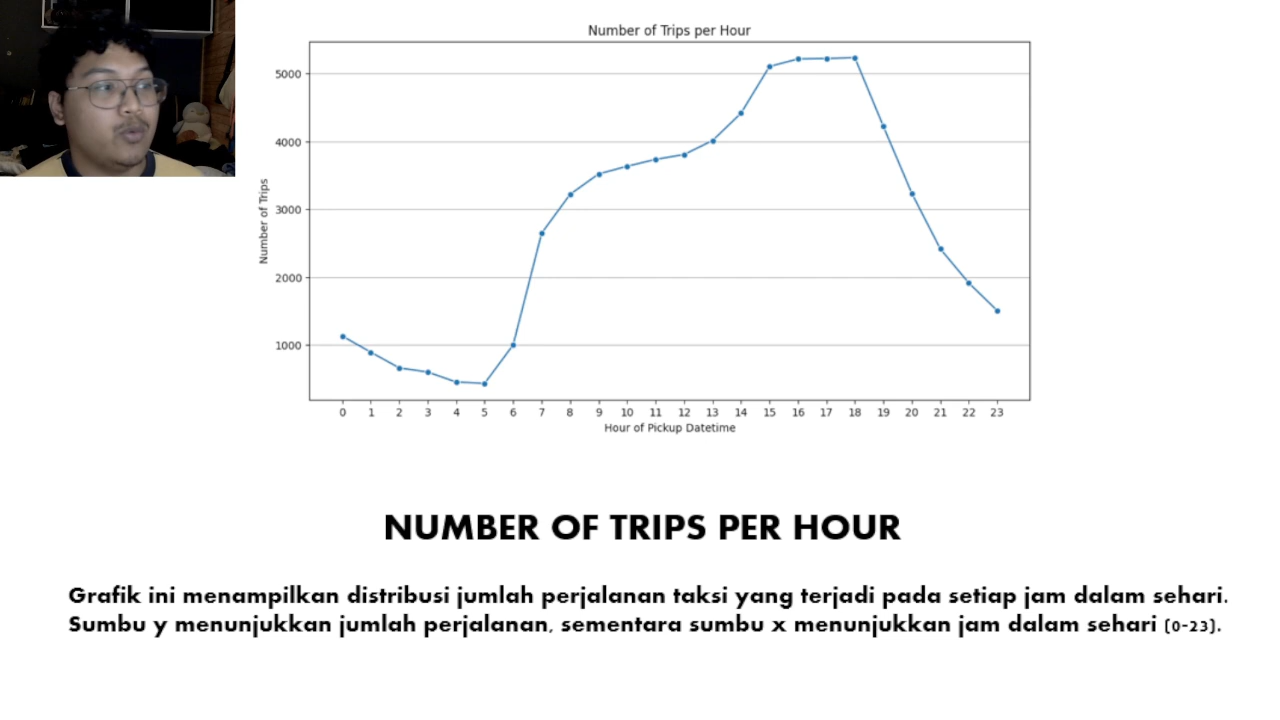 Number of Trips per Hour
5000
4000
3000
2000
1000
Number of Trips
0 1 2 3 4 5 6 7 8 9 10 11 12 13 14 15 16 17 18 19 20 21 22 23
Hour of Pickup Datetime
NUMBER OF TRIPS PER HOUR
Grafik ini menampilkan distribusi jumlah perjalanan taksi yang terjadi pada setiap jam dalam sehari.
Sumbu y menunjukkan jumlah perjalanan, sementara sumbu x menunjukkan jam dalam sehari (0-23).